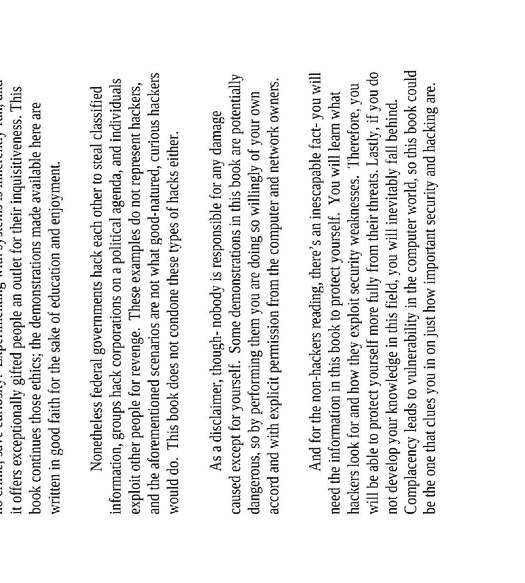 it offers exceptionally gifted people an outlet for their inquisitiveness. This
book continues those ethics; the demonstrations made available here are
written in good faith for the sake of education and enjoyment.
Nonetheless federal governments hack each other to steal classified
information, groups hack corporations on a political agenda, and individuals
exploit other people for revenge. These examples do not represent hackers,
and the aforementioned scenarios are not what good-natured, curious hackers
would do. This book does not condone these types of hacks either.
As a disclaimer, though- nobody is responsible for any damage
caused except for yourself. Some demonstrations in this book are potentially
dangerous, so by performing them you are doing so willingly of your own
accord and with explicit permission from the computer and network owners.
And for the non-hackers reading, there's an inescapable fact- you will
need the information in this book to protect yourself. You will learn what
hackers look for and how they exploit security weaknesses. Therefore, you
will be able to protect yourself more fully from their threats. Lastly, if you do
not develop your knowledge in this field, you will inevitably fall behind.
Complacency leads to vulnerability in the computer world, so this book could
be the one that clues you in on just how important security and hacking are.